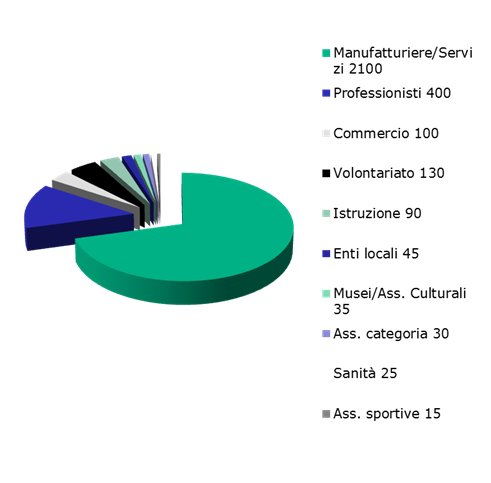 Manufatturiere/Servi
zi 2100
Professionisti 400
Commercio 100
Volontariato 130
Istruzione 90
Enti locali 45
Musei/Ass. Culturali
35
Ass. categoria 30
Sanità 25
Ass. sportive 15